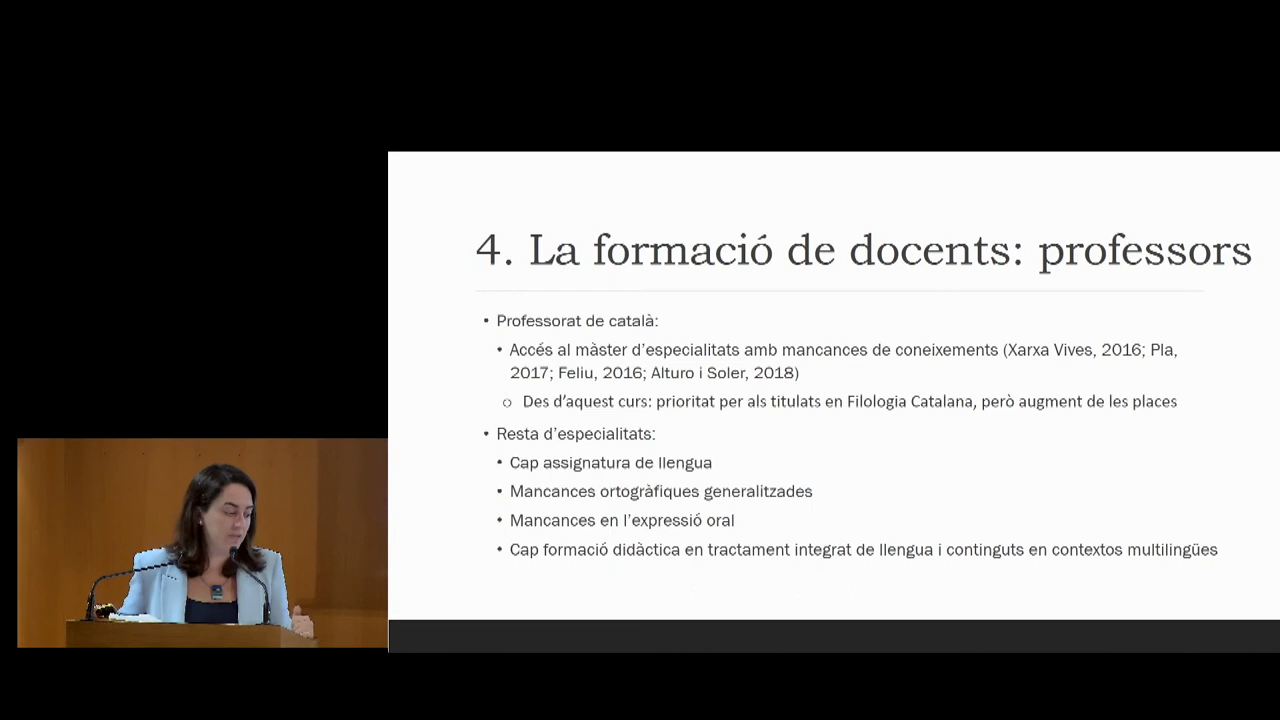 4. La formació de docents: professors
• Professorat de català:
• Accés al màster d'especialitats amb mancances de coneixements (Xarxa Vives, 2016; Pla,
2017; Feliu, 2016; Alturo i Soler, 2018)
○ Des d'aquest curs: prioritat per als titulats en Filologia Catalana, però augment de les places
• Resta d'especialitats:
• Cap assignatura de llengua
• Mancances ortogràfiques generalitzades
• Mancances en l'expressió oral
• Cap formació didàctica en tractament integrat de llengua i continguts en contextos multilingües